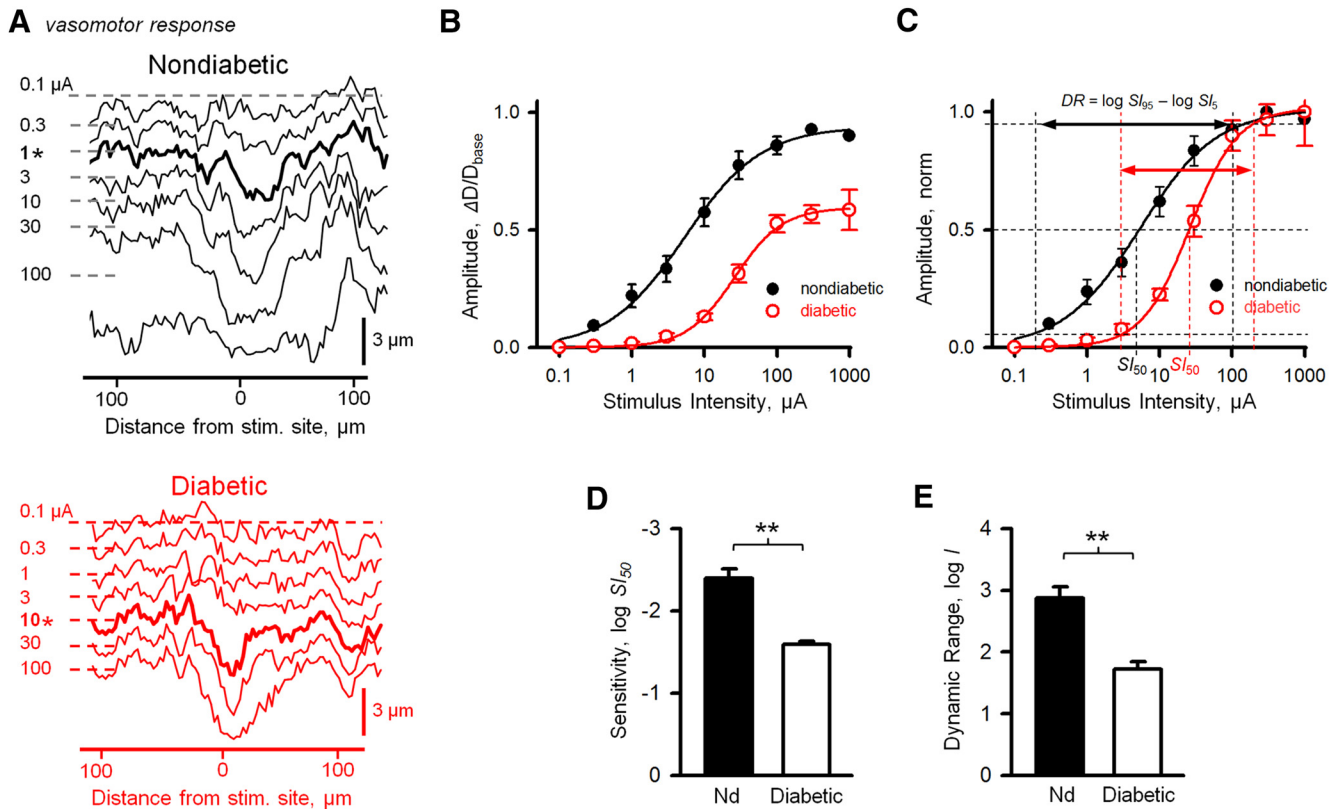 A vasomotor response
Nondiabetic
0.1 µA
0.3
1*
3
10
30
100
3 µm
100 0 100
Distance from stim. site, µm
Diabetic
0.1 µA
0.3
1
3
10*
30
100
3 µm
100 0 100
Distance from stim. site, µm
B
Amplitude, ΔD/Dbase
1.0
0.5
0.0
nondiabetic
diabetic
0.1 1 10 100 1000
Stimulus Intensity, µA
C
DR = log SI95 – log SI5
Amplitude, norm
1.0
0.5
0.0
nondiabetic
diabetic
0.1 1 10 100 1000
SI50 SI50
Stimulus Intensity, µA
D
Sensitivity, log SI50
-3
-2
-1
0
**
Nd Diabetic
E
Dynamic Range, log I
4
3
2
1
0
**
Nd Diabetic